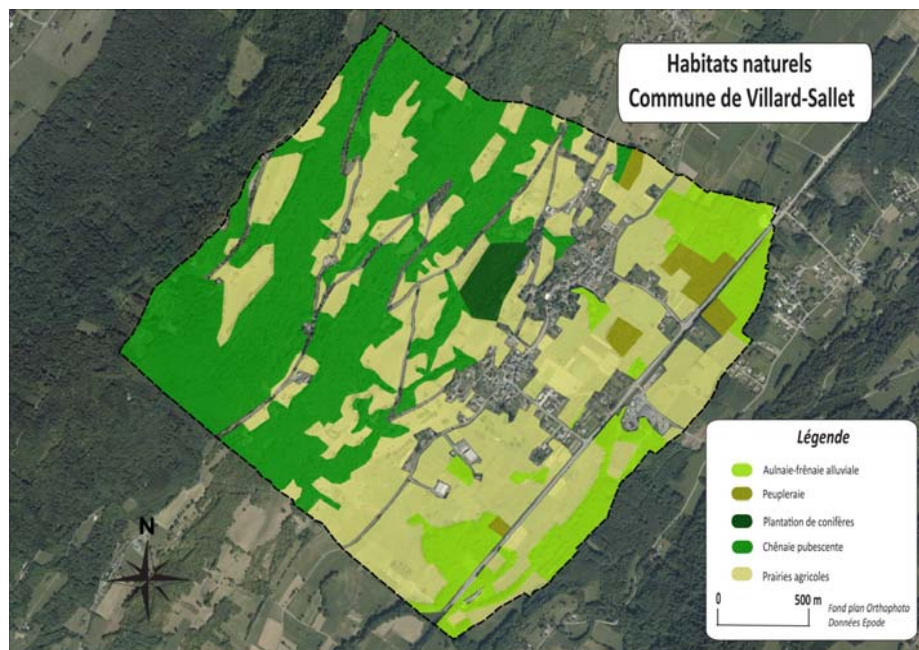 Habitats naturels
Commune de Villard-Sallet
N
Légende
Aulnaie-frênaie alluviale
Peupleraie
Plantation de conifères
Chênaie pubescente
Prairies agricoles
0 500 m
Fond plan Orthophoto
Données Epode